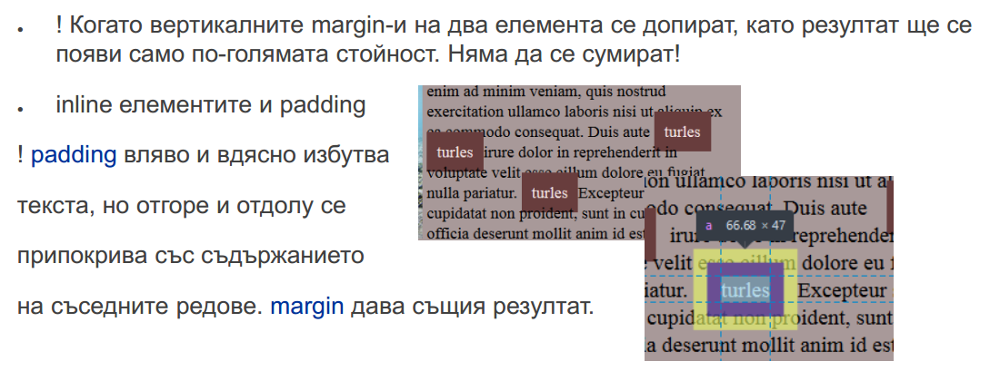 • ! Когато вертикалните margin-и на два елемента се допират, като резултат ще се
появи само по-голямата стойност. Няма да се сумират!
• inline елементите и padding
! padding вляво и вдясно избутва
текста, но отгоре и отдолу се
припокрива със съдържанието
на съседните редове. margin дава същия резултат.
enim ad minim veniam, quis nostrud
exercitation ullamco laboris nisi ut aliquip ex
ea commodo consequat. Duis aute turles
turles irure dolor in reprehenderit in
voluptate velit esse cillum dolore eu fugiat
nulla pariatur. turles Excepteur
cupidatat non proident, sunt in cu
officia deserunt mollit anim id est
on ullamco laboris nisi ut al
odo consequat. Duis aute
a 66.68 × 47
irure reprehender
velit esse cillum dolore eu f
iatur. turles Excepteur
cupidatat non proident, sunt
a deserunt mollit anim id est